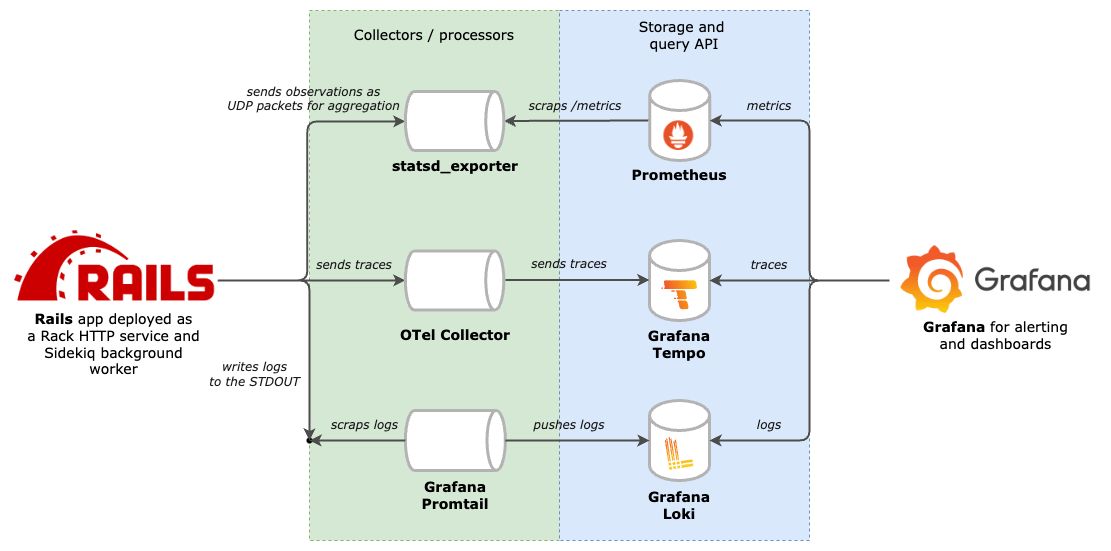 Collectors / processors
Storage and
query API
sends observations as
UDP packets for aggregation
scraps /metrics
metrics
statsd_exporter
Prometheus
RAILS
sends traces
sends traces
traces
Grafana
Rails app deployed as
a Rack HTTP service and
Sidekiq background
worker
OTel Collector
Grafana
Tempo
Grafana for alerting
and dashboards
writes logs
to the STDOUT
scraps logs
pushes logs
logs
Grafana
Promtail
Grafana
Loki